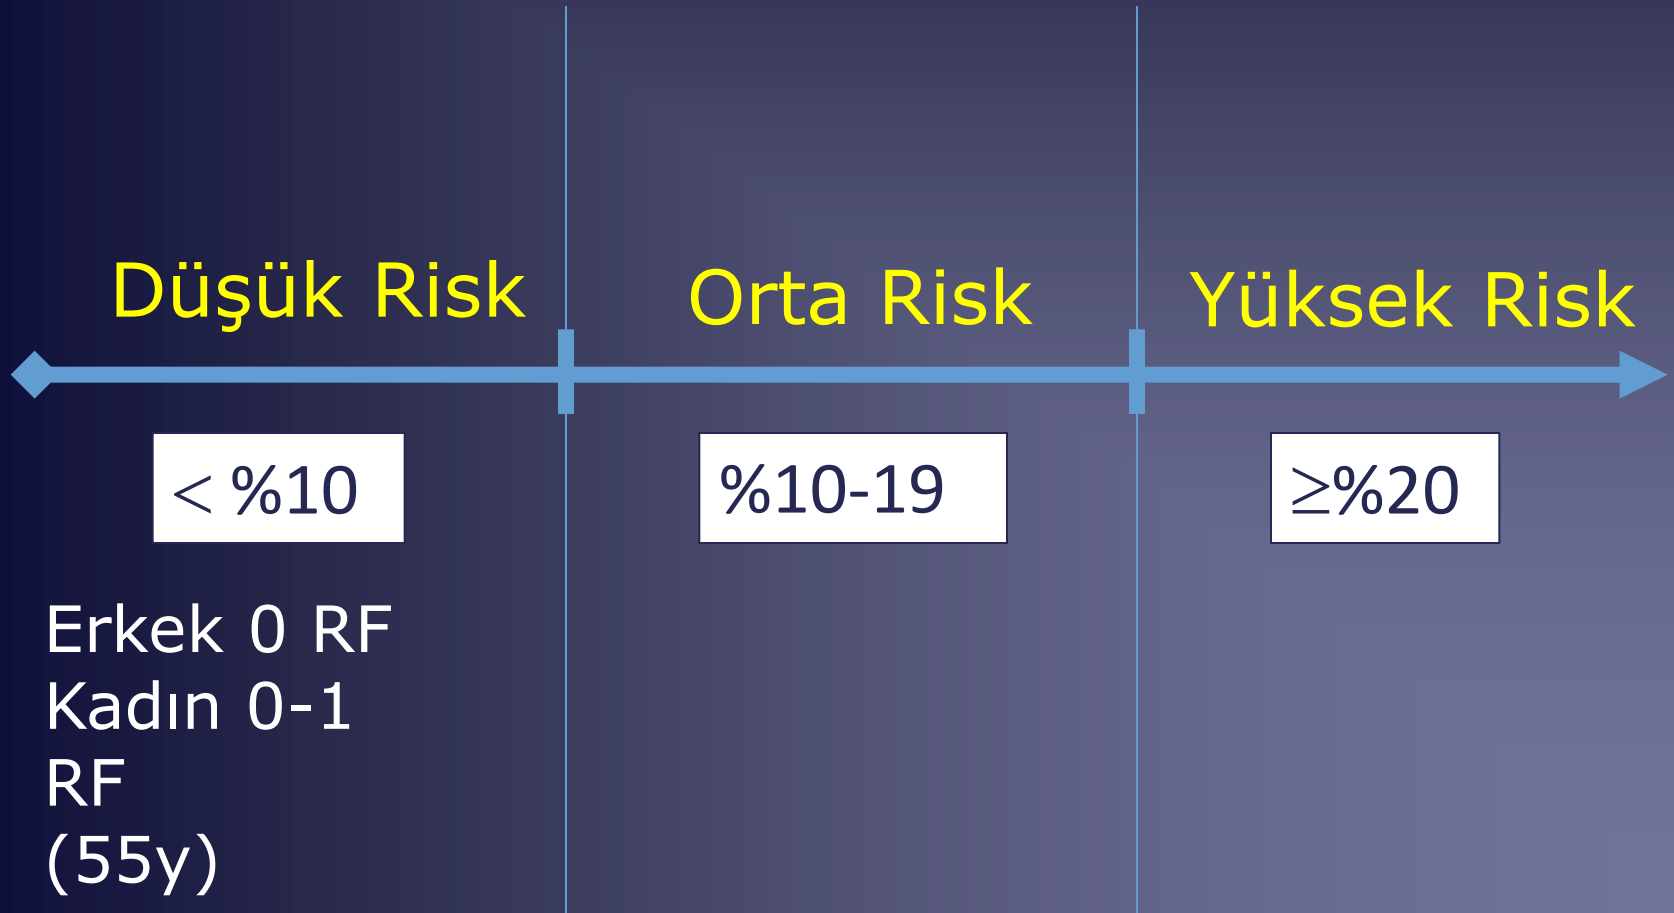 Düşük Risk
Orta Risk
Yüksek Risk
< %10
%10-19
≥%20
Erkek 0 RF
Kadın 0-1
RF
(55y)